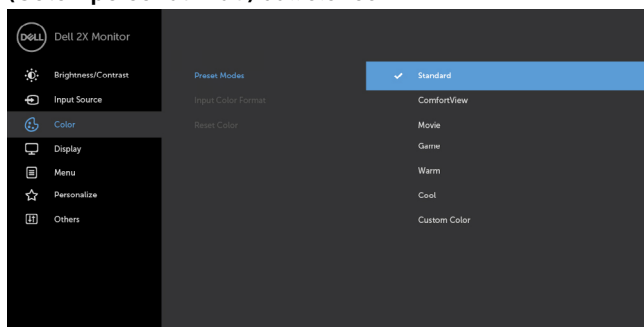 DELL
Dell 2X Monitor
Brightness/Contrast
Input Source
Color
Display
Menu
Personalize
Others
Preset Modes
Input Color Format
Reset Color
Standard
ComfortView
Movie
Game
Warm
Cool
Custom Color